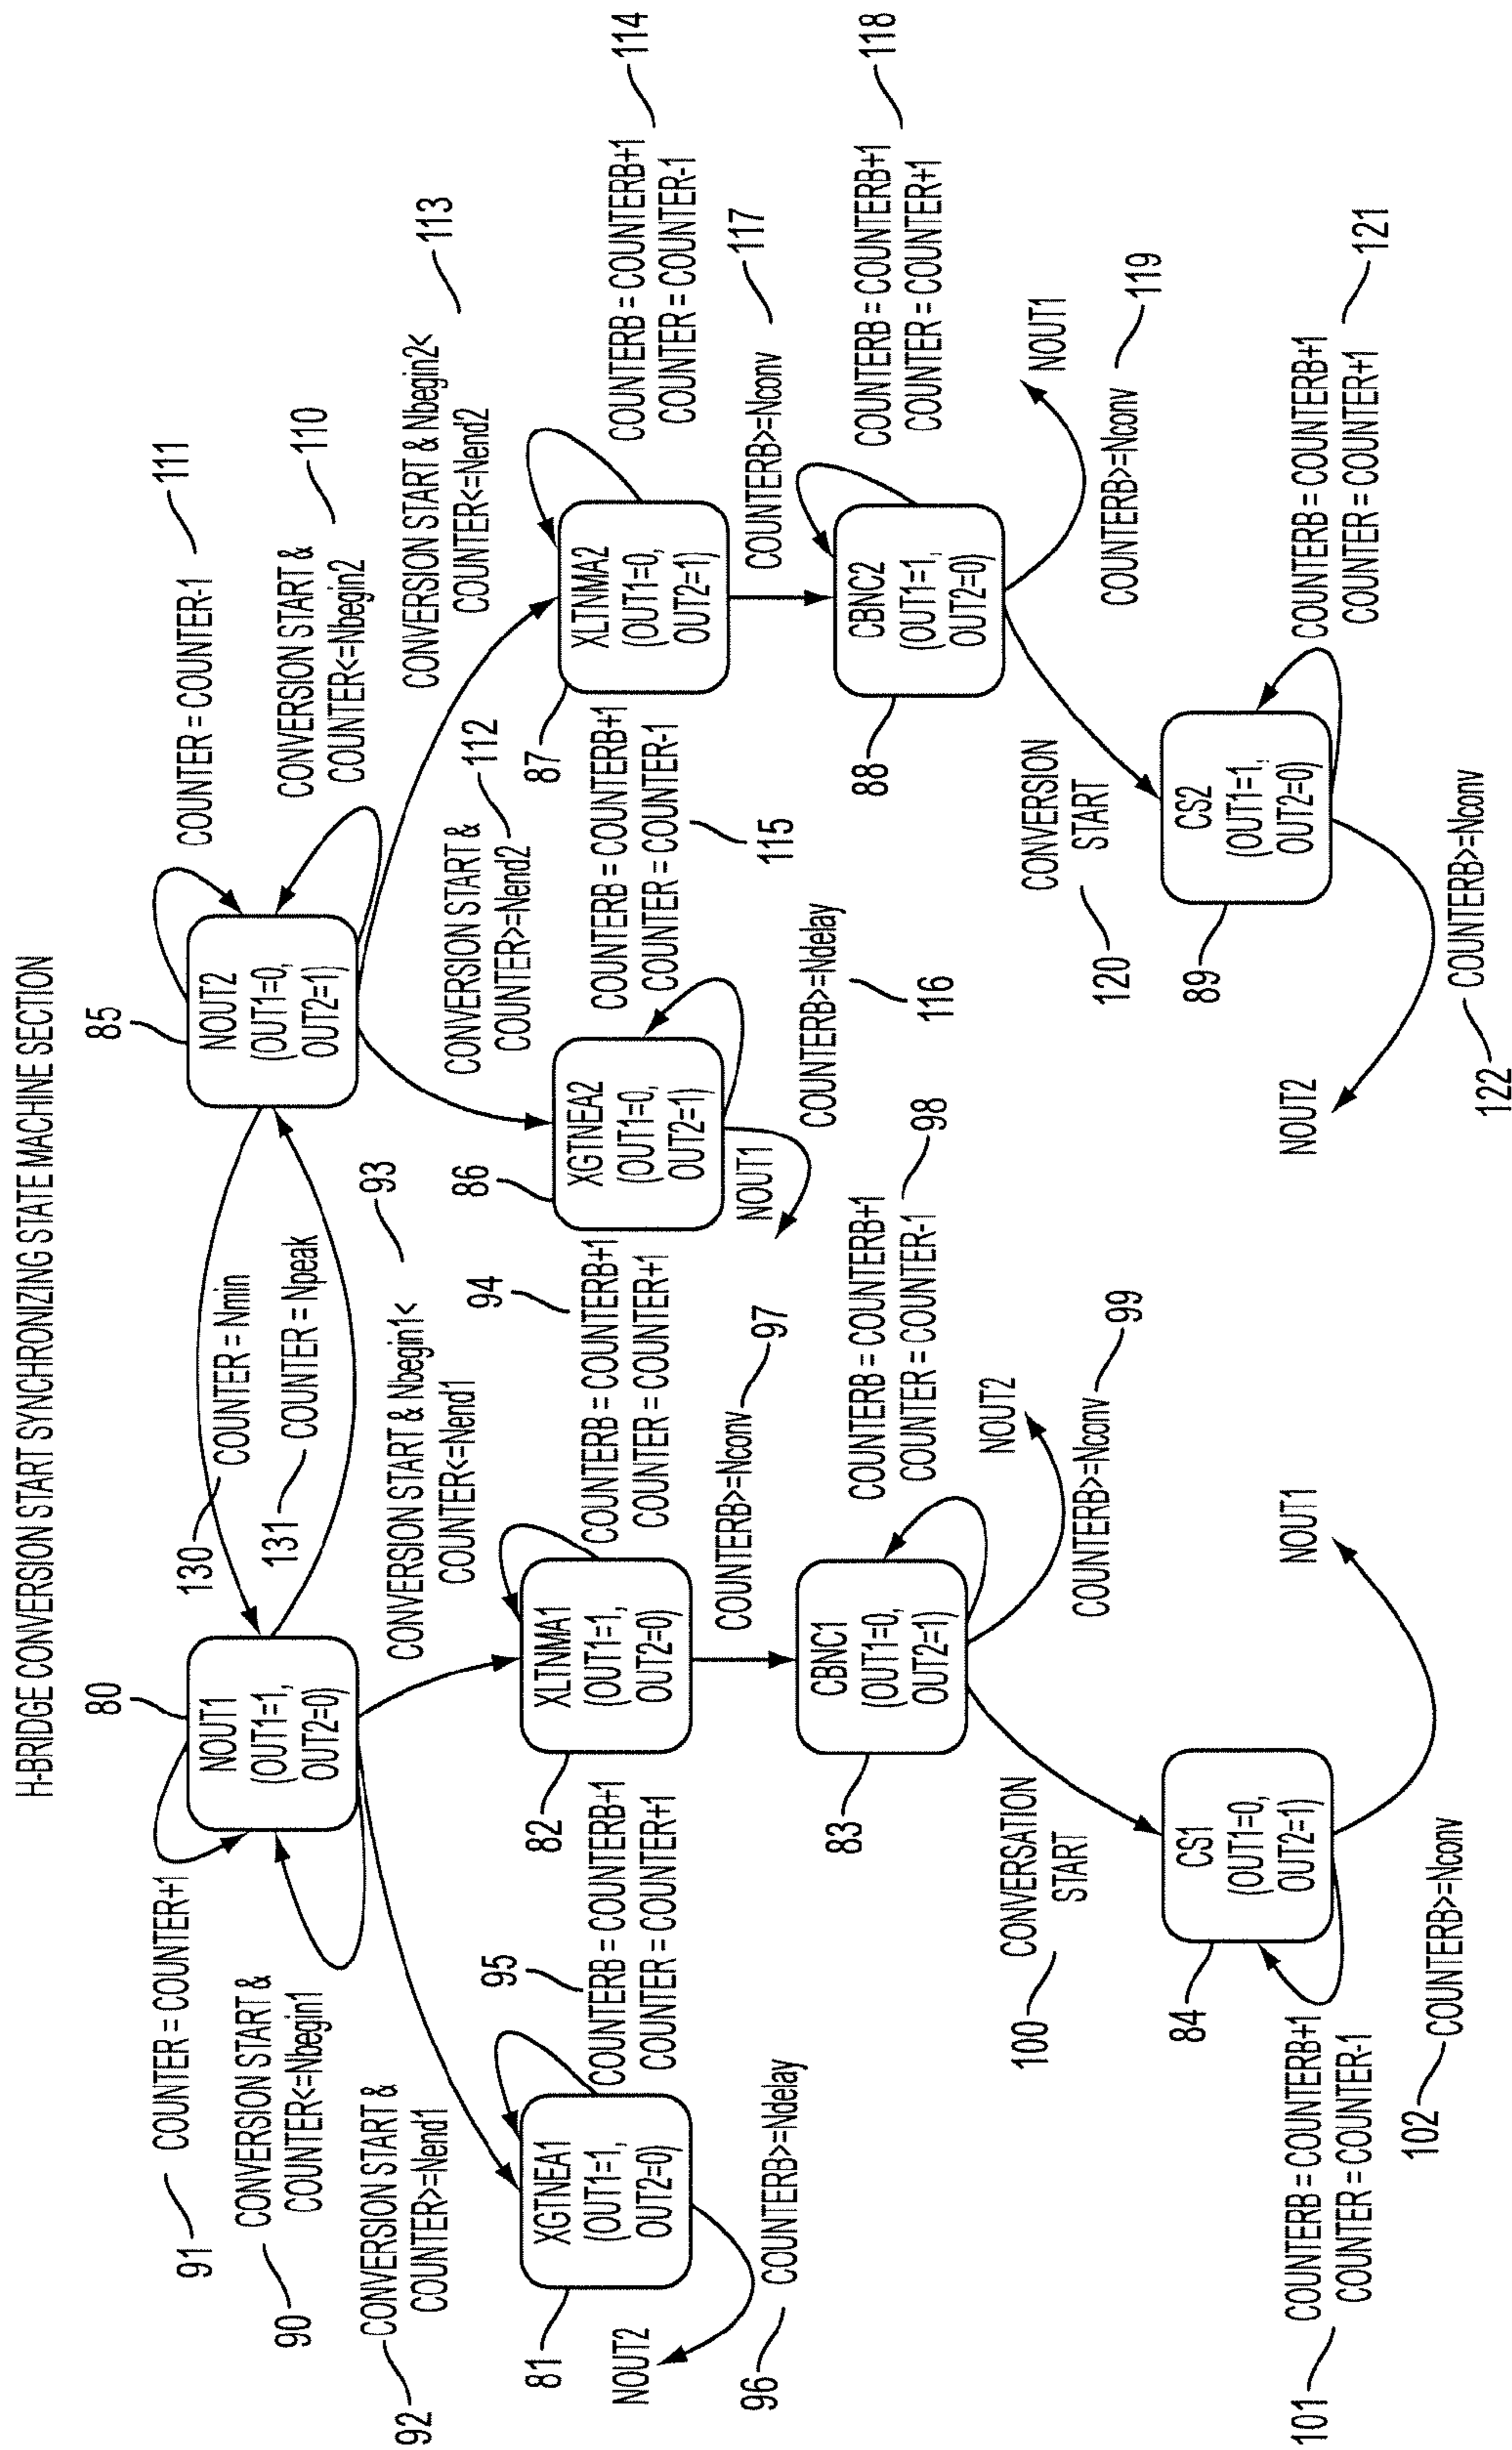 H-BRIDGE CONVERSION START SYNCHRONIZING STATE MACHINE SECTION
91
COUNTER = COUNTER+1
90
CONVERSION START &
COUNTER<=Nbegin1
80
NOUT1
(OUT1=1,
OUT2=0)
130
COUNTER = Nmin
131
COUNTER = Npeak
85
NOUT2
(OUT1=0,
OUT2=1)
COUNTER = COUNTER-1
111
CONVERSION START &
COUNTER<=Nbegin2
110
92
CONVERSION START &
COUNTER>=Nend1
CONVERSION START & Nbegin1<
COUNTER<=Nend1
93
CONVERSION START &
COUNTER>=Nend2
112
CONVERSION START & Nbegin2<
COUNTER<=Nend2
113
81
XGTNEA1
(OUT1=1,
OUT2=0)
95
COUNTERB = COUNTERB+1
COUNTER = COUNTER+1
NOUT2
96
COUNTERB>=Ndelay
82
XLTNMA1
(OUT1=1,
OUT2=0)
94
COUNTERB = COUNTERB+1
COUNTER = COUNTER+1
COUNTERB>=Nconv
97
86
XGTNEA2
(OUT1=0,
OUT2=1)
COUNTERB = COUNTERB+1
COUNTER = COUNTER-1
115
NOUT1
COUNTERB>=Ndelay
116
87
XLTNMA2
(OUT1=0,
OUT2=1)
COUNTERB = COUNTERB+1
COUNTER = COUNTER-1
114
COUNTERB>=Nconv
117
83
CBNC1
(OUT1=0,
OUT2=1)
COUNTERB = COUNTERB+1
COUNTER = COUNTER-1
98
NOUT2
COUNTERB>=Nconv
99
88
CBNC2
(OUT1=1,
OUT2=0)
COUNTERB = COUNTERB+1
COUNTER = COUNTER+1
118
NOUT1
COUNTERB>=Nconv
119
100
CONVERSATION
START
84
CS1
(OUT1=0,
OUT2=1)
101
COUNTERB = COUNTERB+1
COUNTER = COUNTER-1
102
COUNTERB>=Nconv
NOUT1
120
CONVERSION
START
89
CS2
(OUT1=1,
OUT2=0)
COUNTERB = COUNTERB+1
COUNTER = COUNTER+1
121
NOUT2
122
COUNTERB>=Nconv